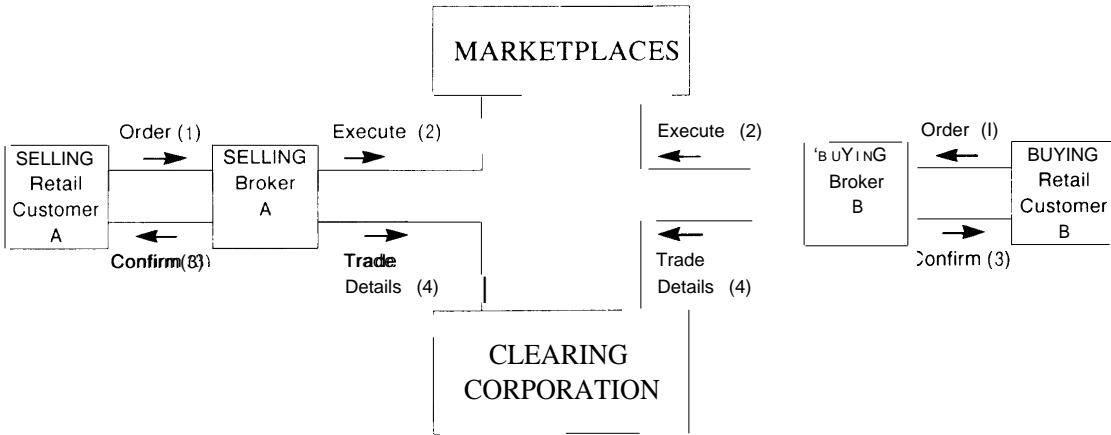 MARKETPLACES
Order (1)
Execute (2)
Execute (2)
Order (I)
SELLING
Retail
Customer
A
SELLING
Broker
A
'BUYING
Broker
B
BUYING
Retail
Customer
B
Confirm (3)
Trade
Details (4)
Trade
Details (4)
Confirm (3)
CLEARING
CORPORATION